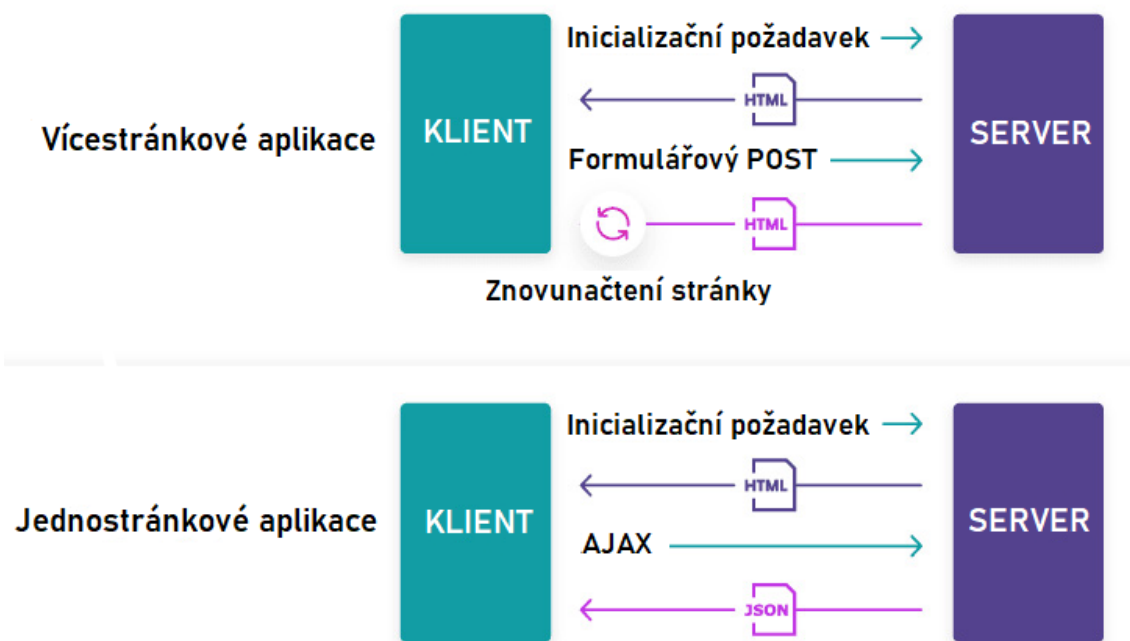 Inicializační požadavek
HTML
Vícestránkové aplikace
KLIENT
SERVER
Formulářový POST
HTML
Znovunačtení stránky
Inicializační požadavek
HTML
Jednostránkové aplikace
KLIENT
SERVER
AJAX
JSON